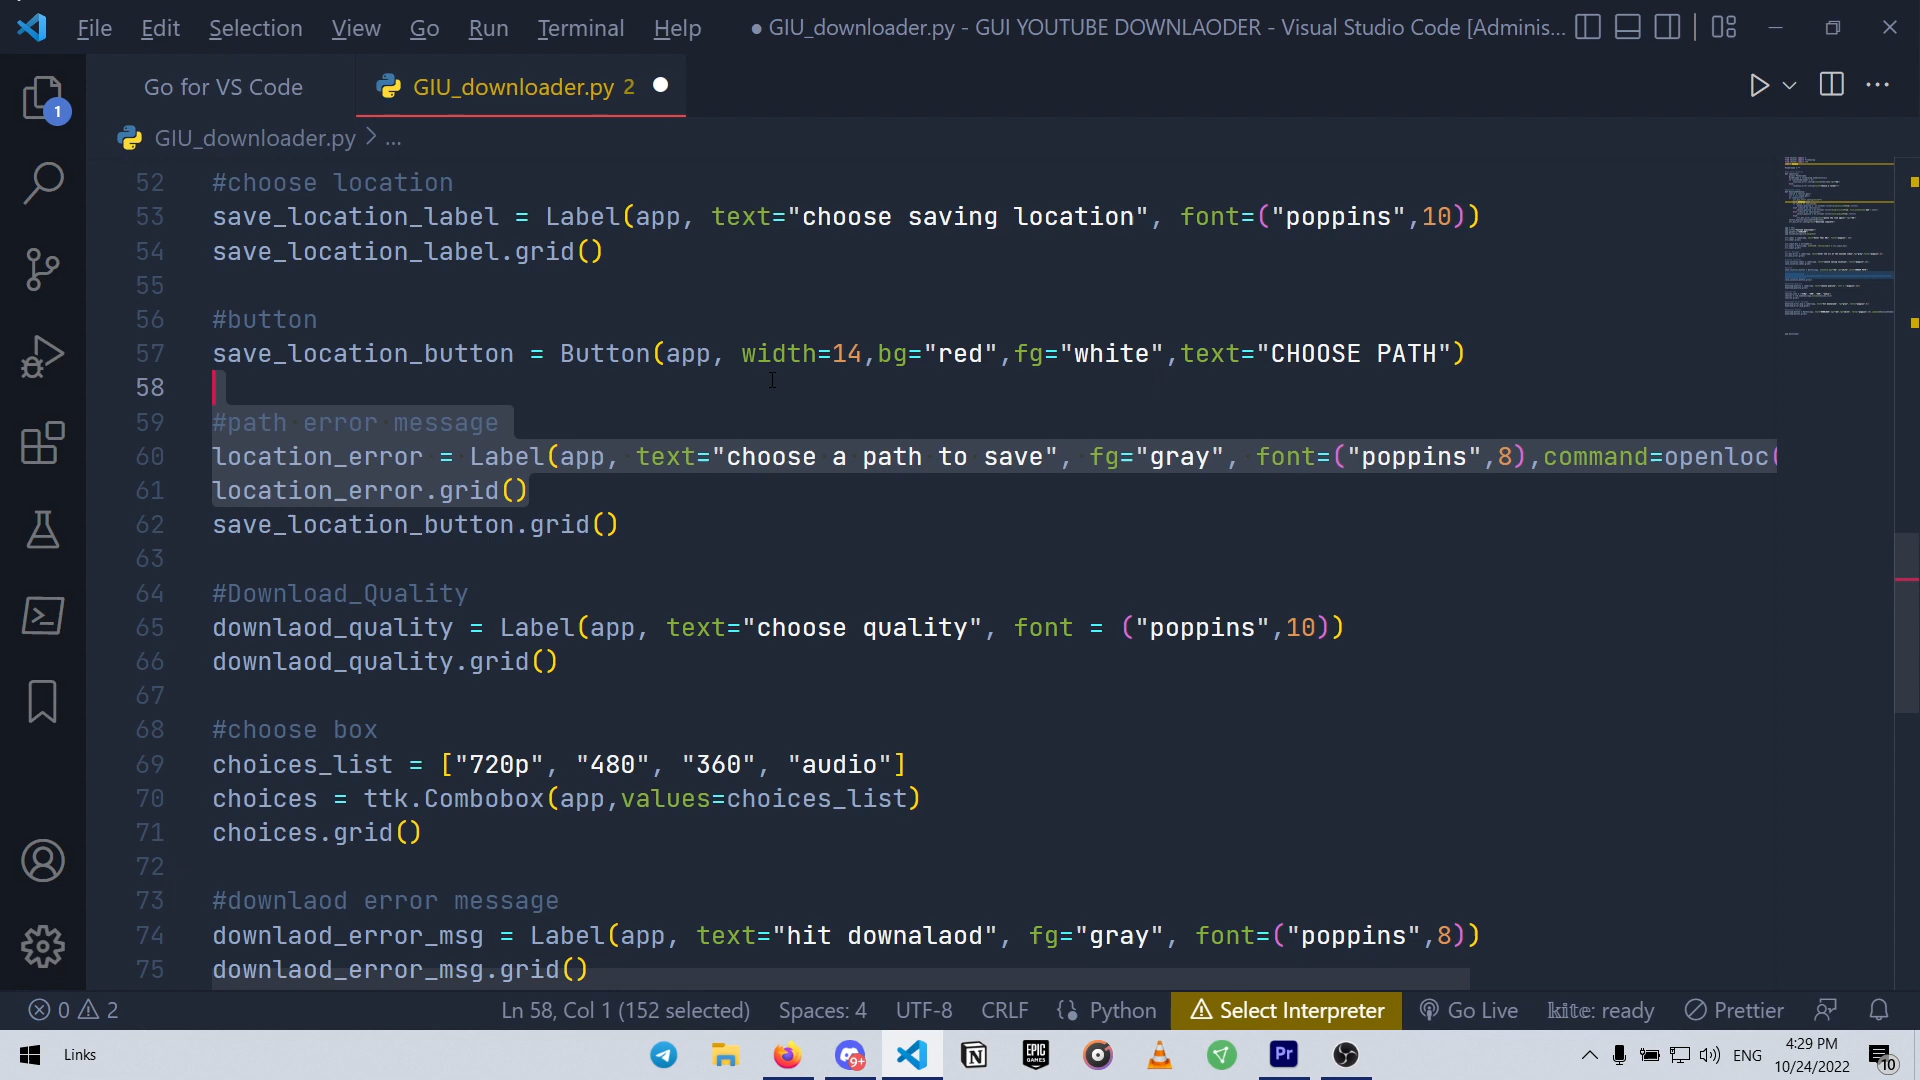 File Edit Selection View Go Run Terminal Help ● GIU_downloader.py - GUI YOUTUBE DOWNLAODER - Visual Studio Code [Adminis...
Go for VS Code GIU_downloader.py 2
1
GIU_downloader.py > ...
52 #choose location
53 save_location_label = Label(app, text="choose saving location", font=("poppins",10))
54 save_location_label.grid()
55
56 #button
57 save_location_button = Button(app, width=14,bg="red",fg="white",text="CHOOSE PATH")
58
59 #path error message
60 location_error = Label(app, text="choose a path to save", fg="gray", font=("poppins",8),command=openloc(
61 location_error.grid()
62 save_location_button.grid()
63
64 #Download_Quality
65 downlaod_quality = Label(app, text="choose quality", font = ("poppins",10))
66 downlaod_quality.grid()
67
68 #choose box
69 choices_list = ["720p", "480", "360", "audio"]
70 choices = ttk.Combobox(app,values=choices_list)
71 choices.grid()
72
73 #downlaod error message
74 downlaod_error_msg = Label(app, text="hit downalaod", fg="gray", font=("poppins",8))
75 downlaod_error_msg.grid()
0 2 Ln 58, Col 1 (152 selected) Spaces: 4 UTF-8 CRLF Python Select Interpreter Go Live kite: ready Prettier
Links 9+ N EPIC GAMES Pr ENG 4:29 PM
10/24/2022 10